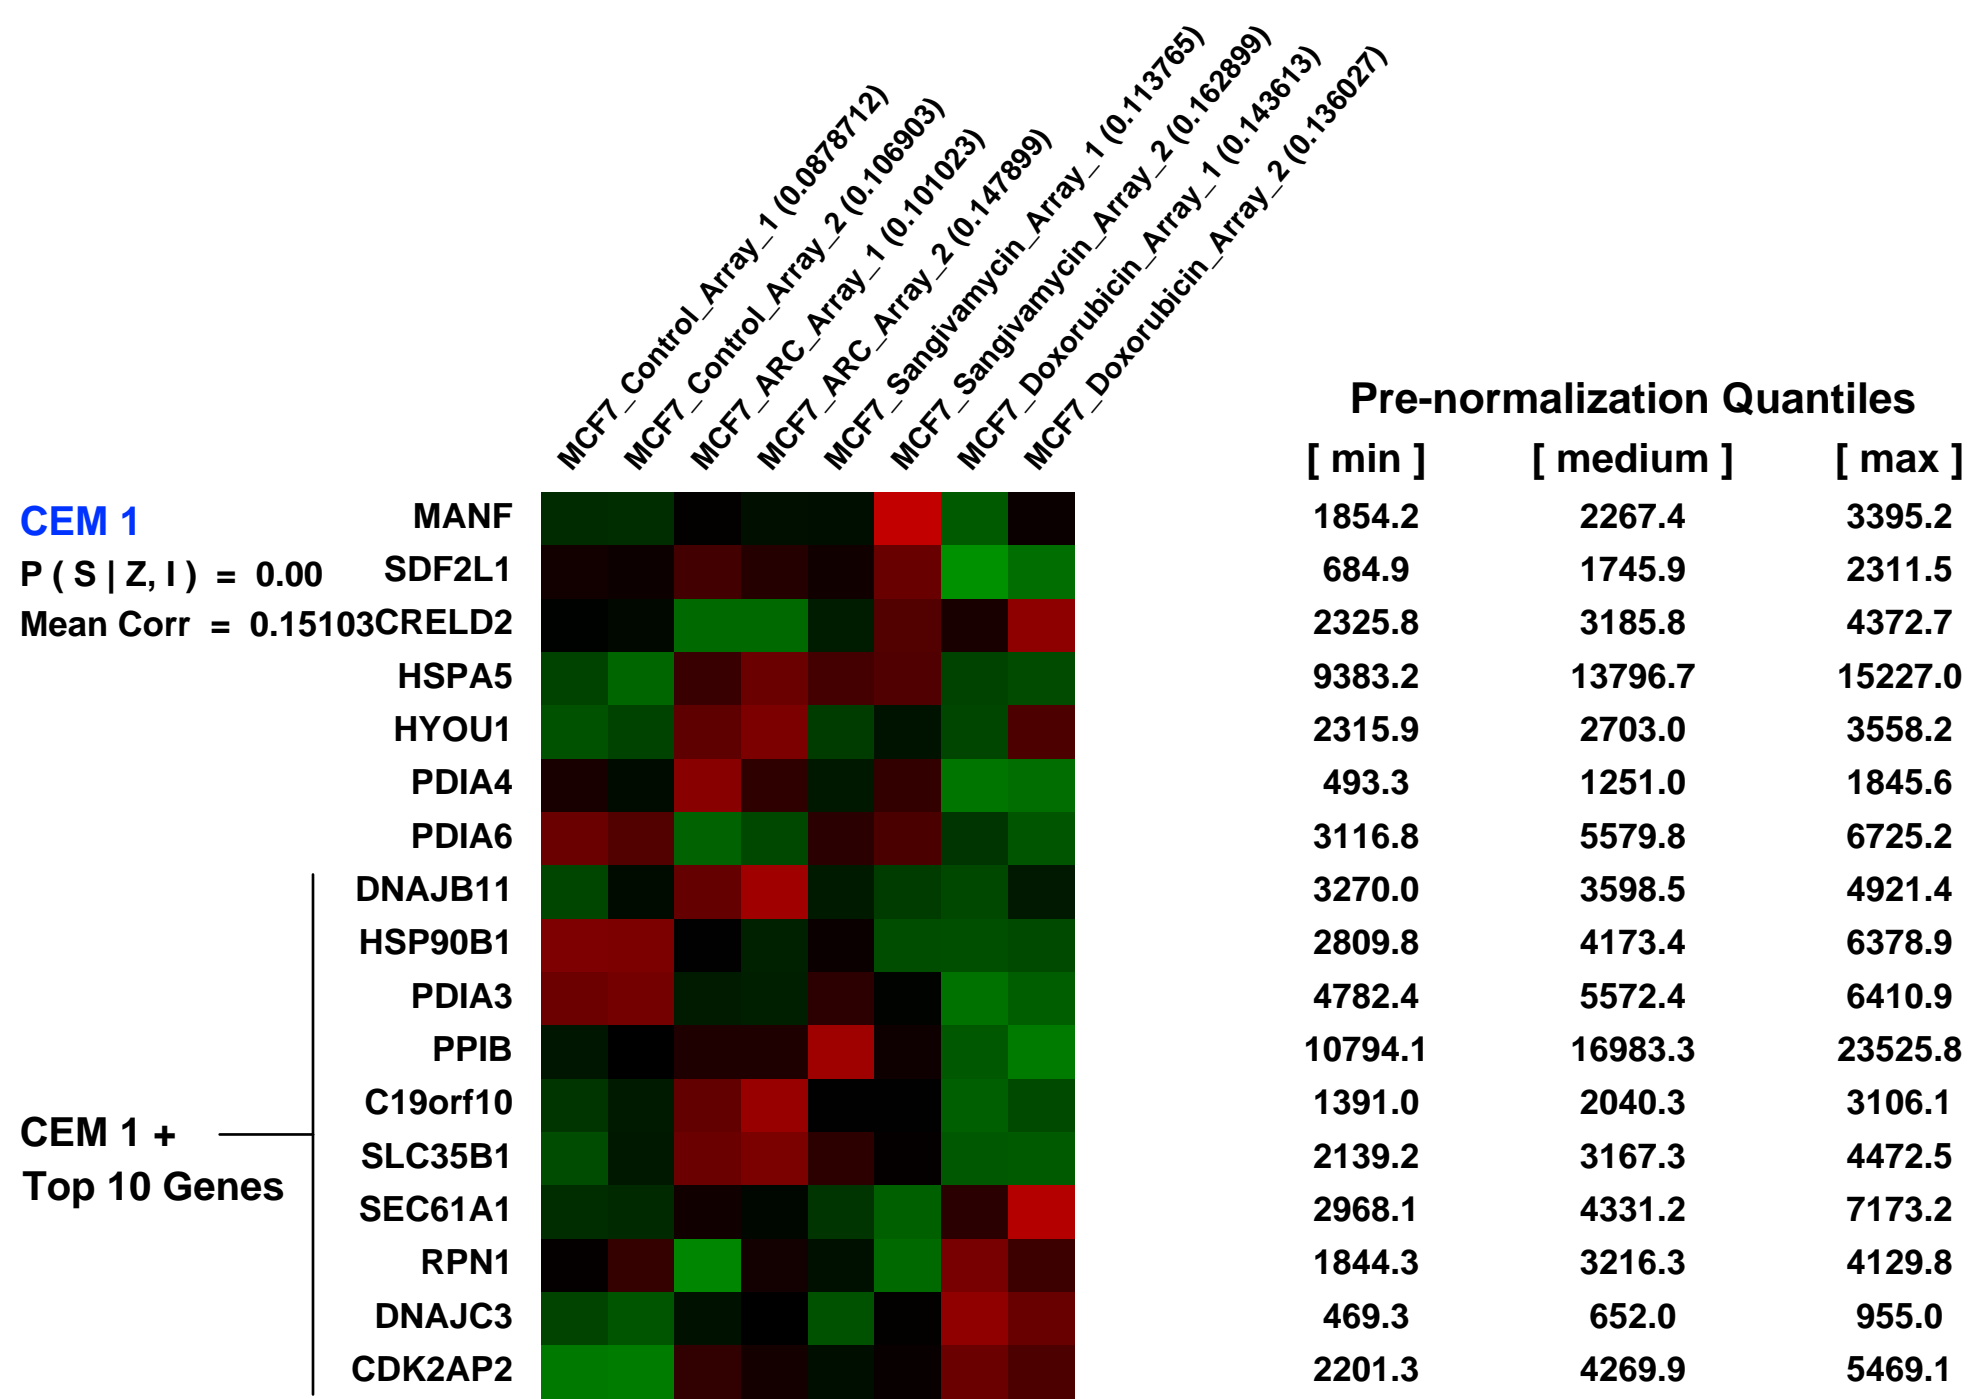 MCF7_Control_Array_1 (0.0878712)
MCF7_Control_Array_2 (0.106903)
MCF7_ARC_Array_1 (0.101023)
MCF7_ARC_Array_2 (0.147899)
MCF7_Sangivamycin_Array_1 (0.113765)
MCF7_Sangivamycin_Array_2 (0.162899)
MCF7_Doxorubicin_Array_1 (0.143613)
MCF7_Doxorubicin_Array_2 (0.136027)
Pre-normalization Quantiles
[ min ] [ medium ] [ max ]
CEM 1 MANF 1854.2 2267.4 3395.2
P ( S | Z, I ) = 0.00 SDF2L1 684.9 1745.9 2311.5
Mean Corr = 0.15103 CRELD2 2325.8 3185.8 4372.7
HSPA5 9383.2 13796.7 15227.0
HYOU1 2315.9 2703.0 3558.2
PDIA4 493.3 1251.0 1845.6
PDIA6 3116.8 5579.8 6725.2
DNAJB11 3270.0 3598.5 4921.4
HSP90B1 2809.8 4173.4 6378.9
PDIA3 4782.4 5572.4 6410.9
PPIB 10794.1 16983.3 23525.8
C19orf10 1391.0 2040.3 3106.1
CEM 1 +
SLC35B1 2139.2 3167.3 4472.5
Top 10 Genes
SEC61A1 2968.1 4331.2 7173.2
RPN1 1844.3 3216.3 4129.8
DNAJC3 469.3 652.0 955.0
CDK2AP2 2201.3 4269.9 5469.1